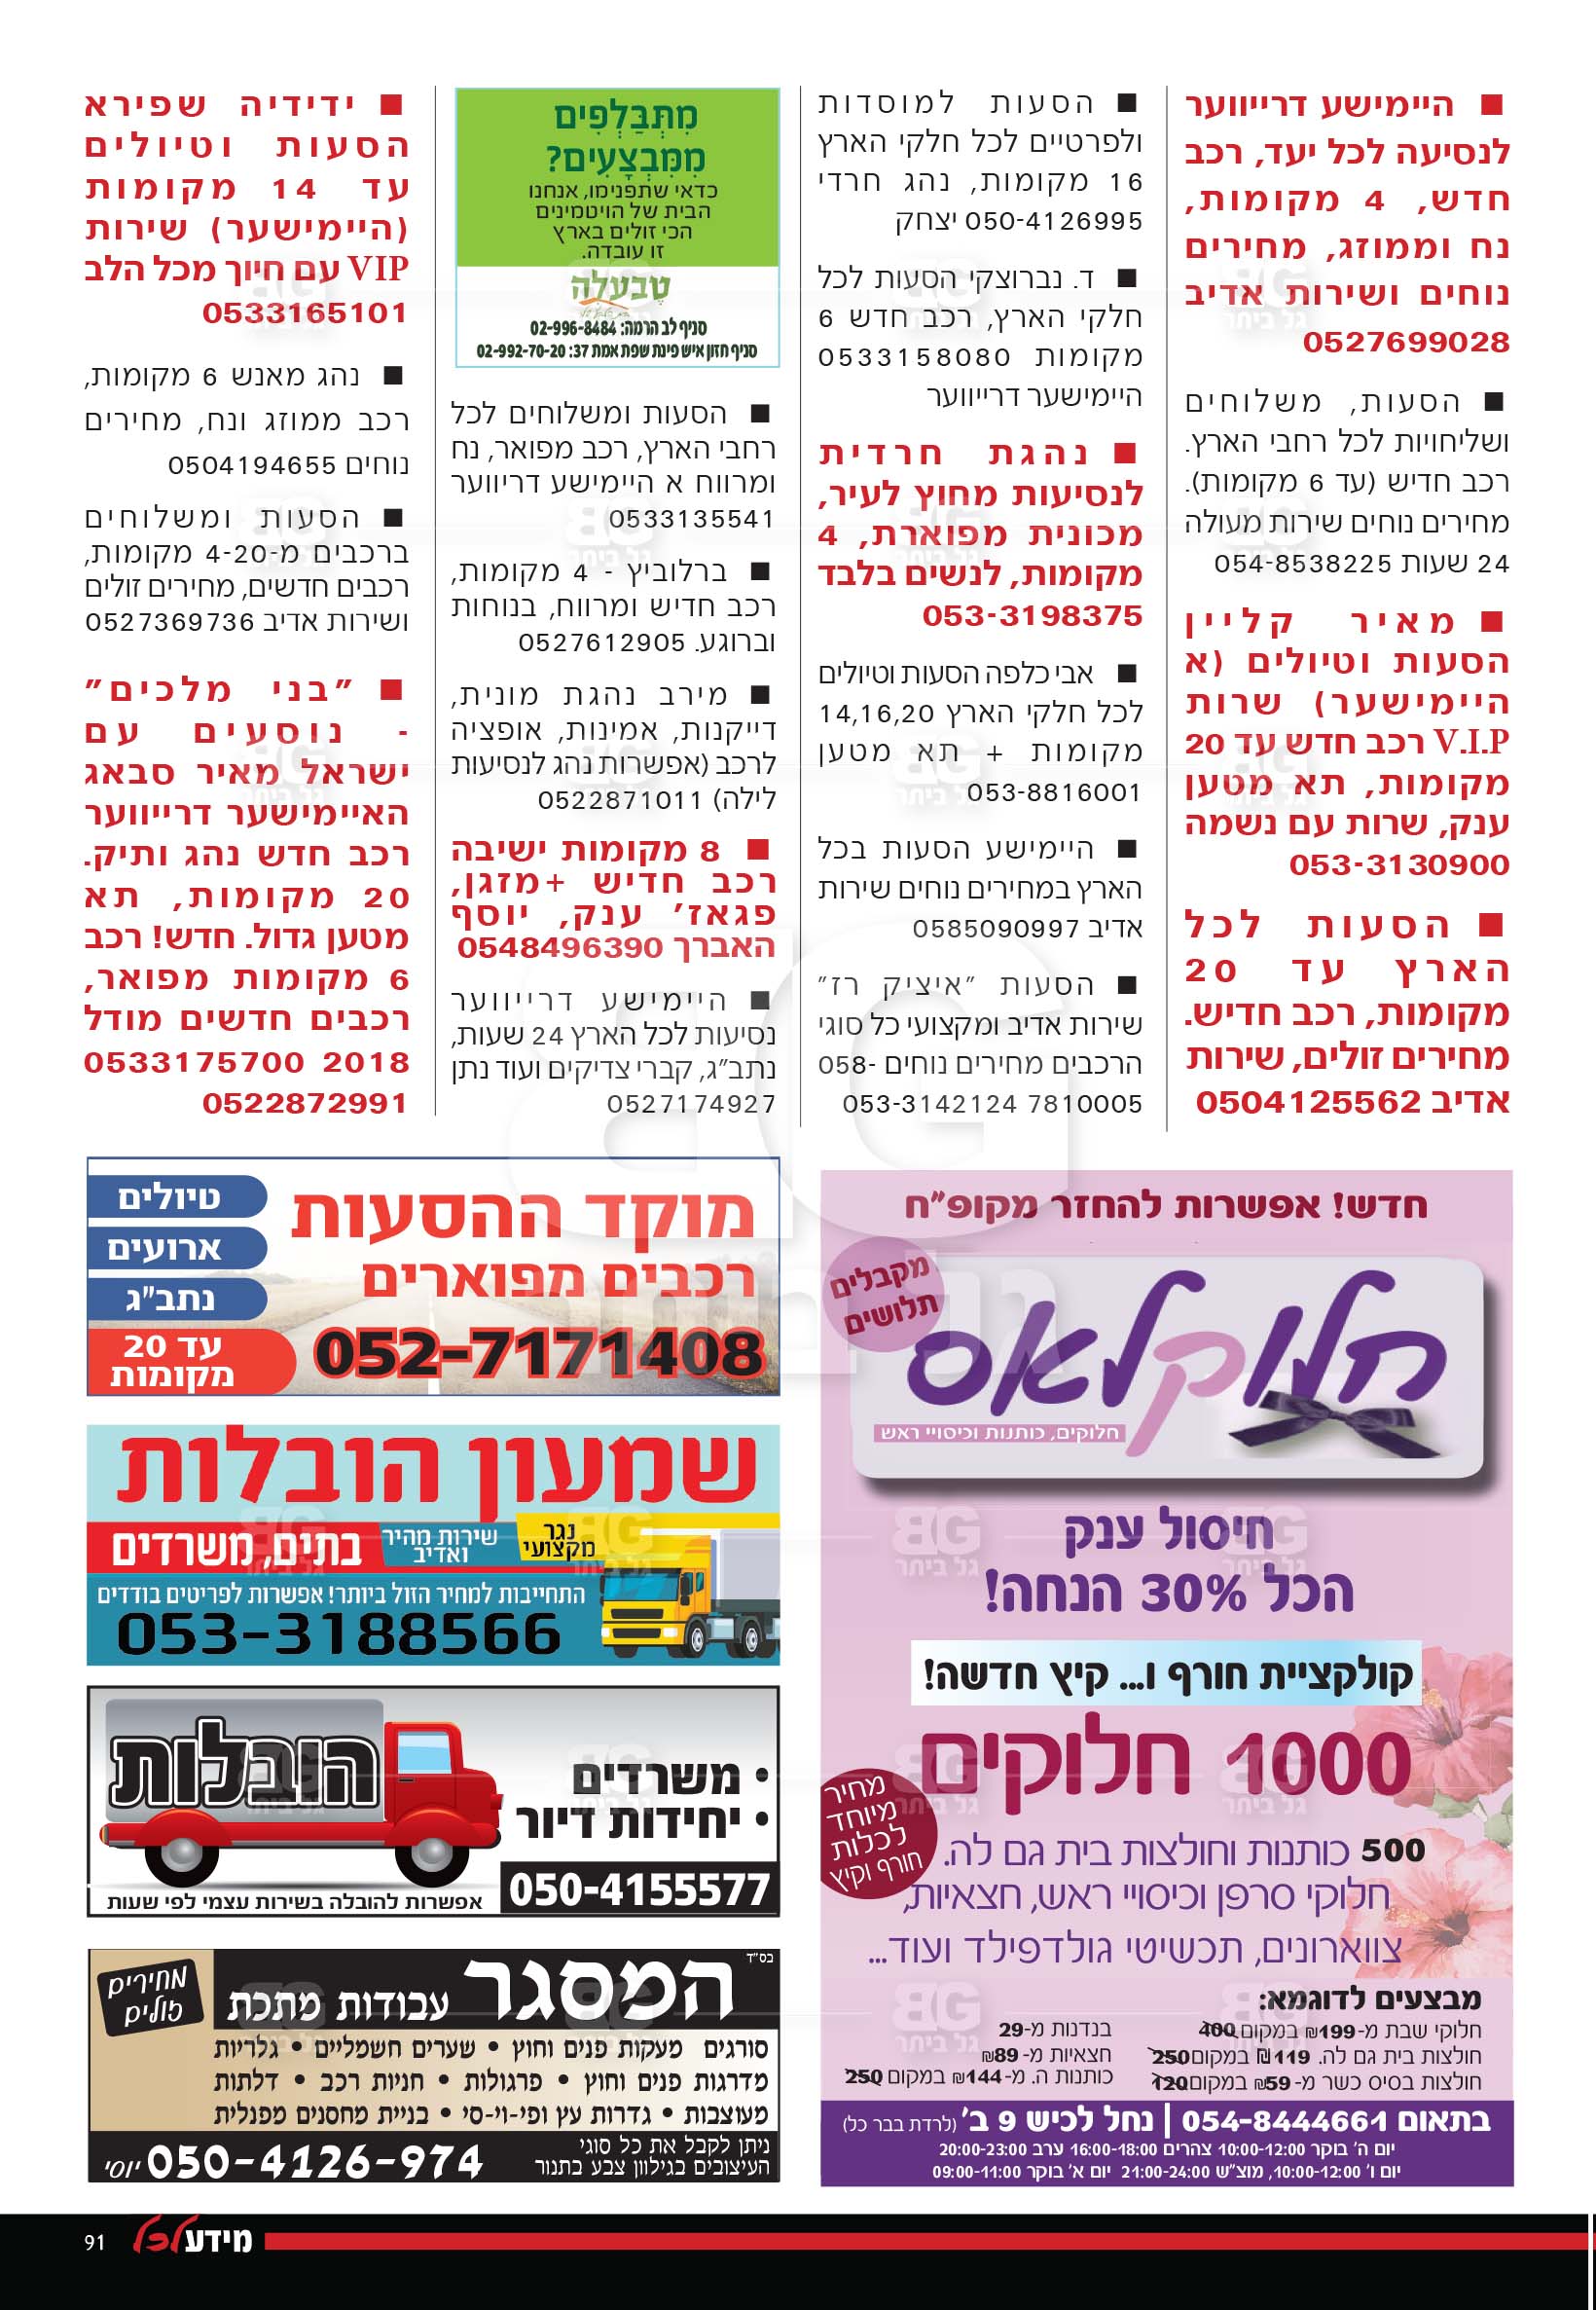 ■ היימישע דרייווער
לנסיעה לכל יעד, רכב
חדש, 4 מקומות,
נח וממוזג, מחירים
נוחים ושירות אדיב
0527699028
■ הסעות, משלוחים
ושליחויות לכל רחבי הארץ.
רכב חדיש (עד 6 מקומות).
מחירים נוחים שירות מעולה
24 שעות 054-8538225
■ מאיר קליין
הסעות וטיולים (א
היימישער) שרות
V.I.P רכב חדש עד 20
מקומות, תא מטען
ענק, שרות עם נשמה
053-3130900
■ הסעות לכל
הארץ עד 20
מקומות, רכב חדיש.
מחירים זולים, שירות
אדיב 0504125562
■ הסעות למוסדות
ולפרטיים לכל חלקי הארץ
16 מקומות, נהג חרדי
050-4126995 יצחק
■ ד. נברוצקי הסעות לכל
חלקי הארץ, רכב חדש 6
מקומות 0533158080
היימישער דרייווער
■ נהגת חרדית
לנסיעות מחוץ לעיר,
מכונית מפוארת, 4
מקומות, לנשים בלבד
053-3198375
■ אבי כלפה הסעות וטיולים
לכל חלקי הארץ 14,16,20
מקומות + תא מטען
053-8816001
■ היימישע הסעות בכל
הארץ במחירים נוחים שירות
אדיב 0585090997
■ הסעות "איציק רז"
שירות אדיב ומקצועי כל סוגי
הרכבים מחירים נוחים 058-
7810005 053-3142124
מִתְבַּלְפִים
מִמִּבְצָעִים?
כדאי שתפנימו, אנחנו
הבית של הויטמינים
הכי זולים בארץ
זו עובדה.
טבעלה
סניף לב הרמה: 02-996-8484
סניף חזון איש פינת שפת אמת 37: 02-992-70-20
■ הסעות ומשלוחים לכל
רחבי הארץ, רכב מפואר, נח
ומרווח א היימישע דריווער
0533135541
■ ברלוביץ - 4 מקומות,
רכב חדיש ומרווח, בנוחות
וברוגע. 0527612905
■ מירב נהגת מונית,
דייקנות, אמינות, אופציה
לרכב (אפשרות נהג לנסיעות
לילה) 0522871011
■ 8 מקומות ישיבה
רכב חדיש +מזגן,
פגאז' ענק, יוסף
האברך 0548496390
■ היימישע דרייווער
נסיעות לכל הארץ 24 שעות,
נתב"ג, קברי צדיקים ועוד נתן
0527174927
■ ידידיה שפירא
הסעות וטיולים
עד 14 מקומות
(היימישער) שירות
VIP עם חיוך מכל הלב
0533165101
■ נהג מאנש 6 מקומות,
רכב ממוזג ונח, מחירים
נוחים 0504194655
■ הסעות ומשלוחים
ברכבים מ-4-20 מקומות,
רכבים חדשים, מחירים זולים
ושירות אדיב 0527369736
■ "בני מלכים"
- נוסעים עם
ישראל מאיר סבאג
האיימישער דרייווער
רכב חדש נהג ותיק.
20 מקומות, תא
מטען גדול. חדש! רכב
6 מקומות מפואר,
רכבים חדשים מודל
2018 0533175700
0522872991
חדש! אפשרות להחזר מקופ"ח
מקבלים
תלושים
חלוקלאס
חלוקים, כותנות וכיסויי ראש
חיסול ענק
הכל 30% הנחה!
קולקציית חורף ו... קיץ חדשה!
1000 חלוקים
מחיר
מיוחד
לכלות
חורף וקיץ
500 כותנות וחולצות בית גם לה.
חלוקי סרפן וכיסויי ראש, חצאיות,
צווארונים, תכשיטי גולדפילד ועוד...
מבצעים לדוגמא:
חלוקי שבת מ-199₪ במקום 400
חולצות בית גם לה. 119 ₪ במקום 250
חולצות בסיס כשר מ-59₪ במקום 120
בנדנות מ-29
חצאיות מ-89₪
כותנות ה. מ-144₪ במקום 250
בתאום 054-8444661 | נחל לכיש 9 ב' (לרדת בבר כל)
יום ה' בוקר 10:00-12:00 צהרים 16:00-18:00 ערב 20:00-23:00
יום ו' 10:00-12:00, מוצ"ש 21:00-24:00 יום א' בוקר 09:00-11:00
מוקד ההסעות
רכבים מפוארים
052-7171408
טיולים
ארועים
נתב"ג
עד 20
מקומות
שמעון הובלות
נגר
מקצועי
שירות מהיר
ואדיב
בתים, משרדים
התחייבות למחיר הזול ביותר! אפשרות לפריטים בודדים
053-3188566
הובלות
• משרדים
• יחידות דיור
050-4155577
אפשרות להובלה בשירות עצמי לפי שעות
בס"ד
המסגר עבודות מתכת
מחירים
זולים
סורגים מעקות פנים וחוץ • שערים חשמליים • גלריות
מדרגות פנים וחוץ • פרגולות • חניות רכב • דלתות
מעוצבות • גדרות עץ ופי-וי-סי • בניית מחסנים מפנלית
ניתן לקבל את כל סוגי
העיצובים בגילוון צבע בתנור
050-4126-974 יוסי
מידע לכל
91
BG
גל ביתר